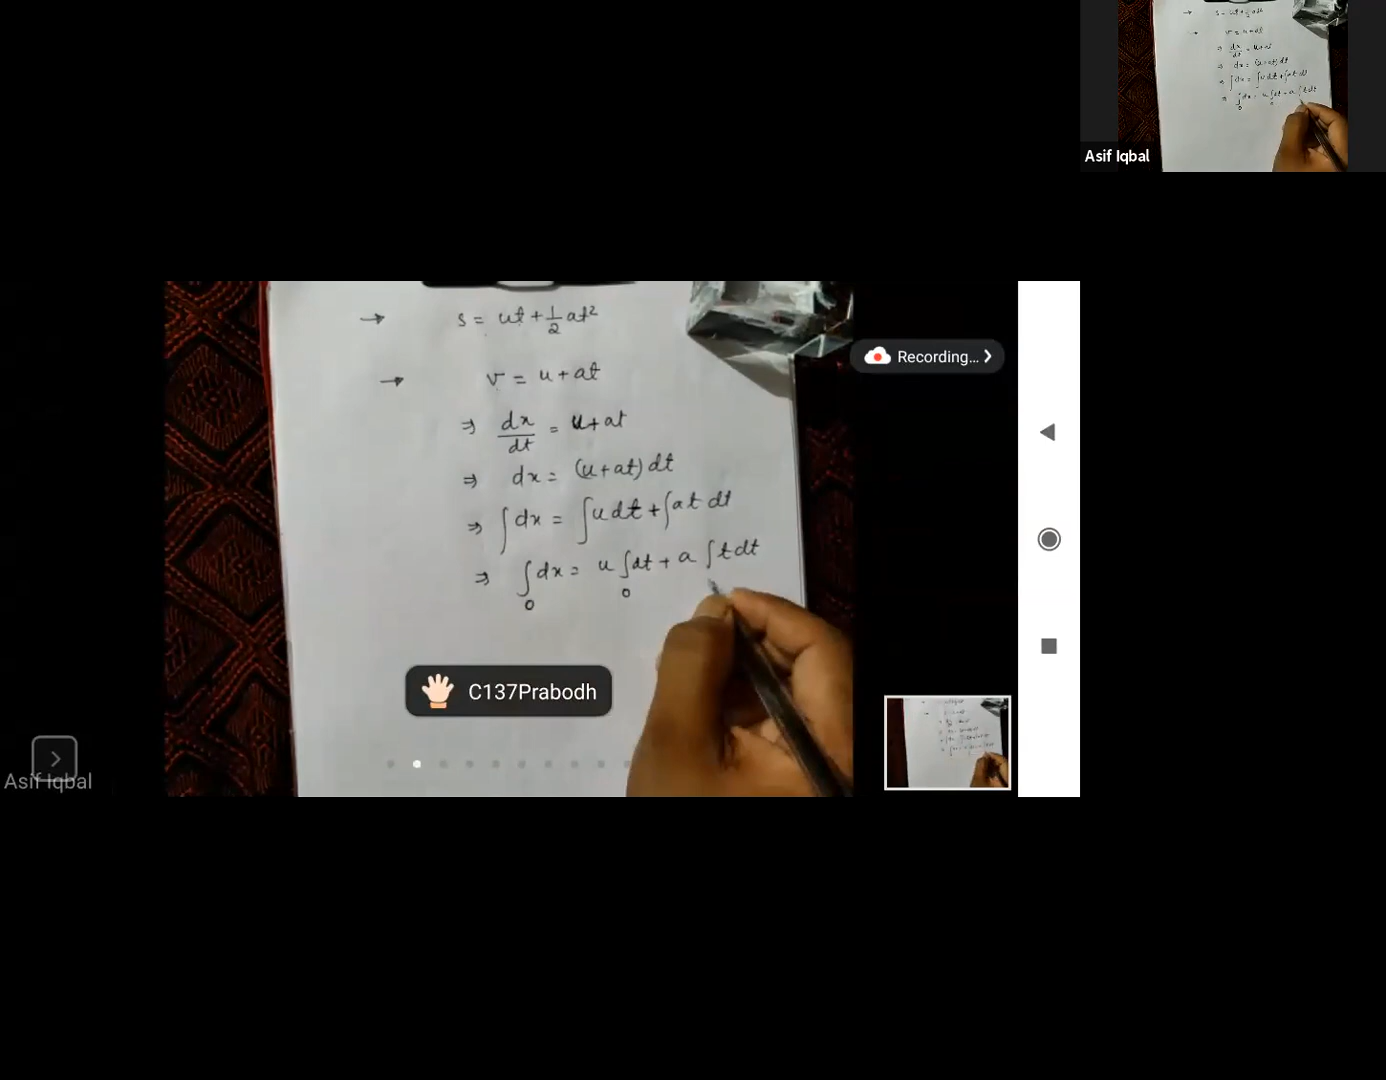 Asif Iqbal
→ s = ut + 1/2 at²
→ v = u + at
⇒ dx/dt = u + at
⇒ dx = (u + at) dt
⇒ ∫dx = ∫u dt + ∫at dt
⇒ ∫₀ dx = u ∫₀ dt + a ∫ t dt
Recording...
C137Prabodh
Asif Iqbal